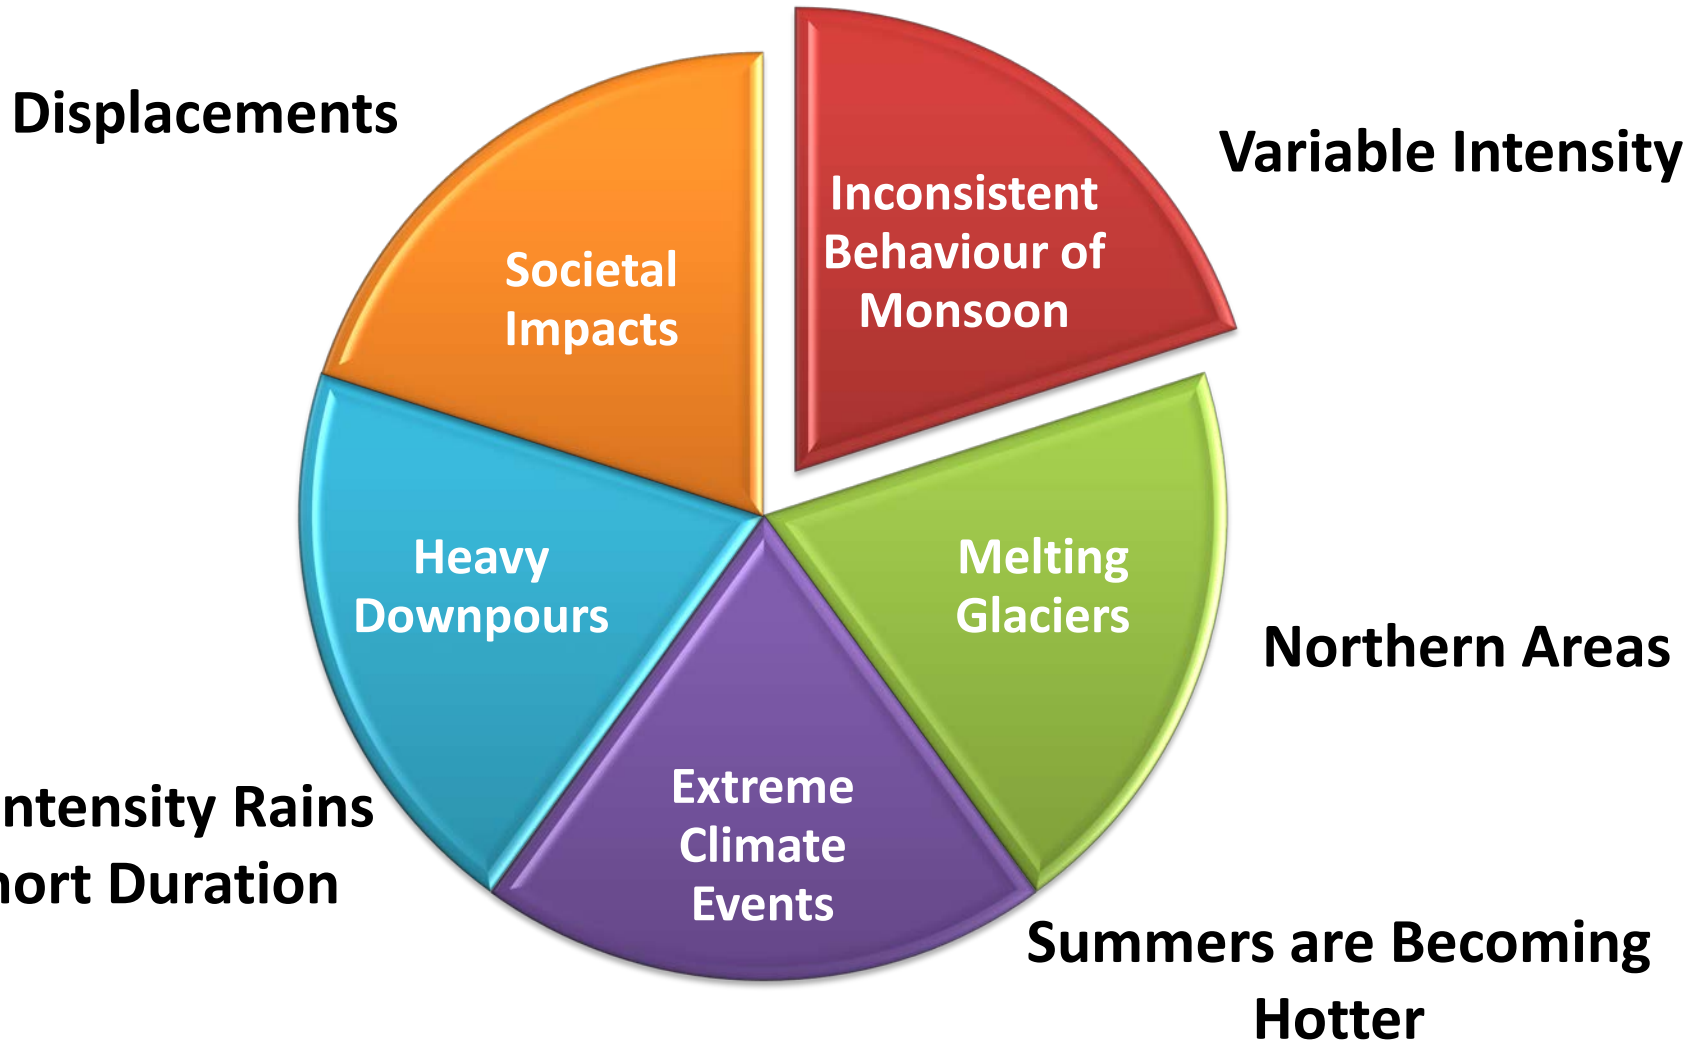 Displacements
Variable Intensity
Inconsistent
Behaviour of
Monsoon
Societal
Impacts
Heavy
Downpours
Melting
Glaciers
Northern Areas
Extreme
Climate
Events
ntensity Rains
hort Duration
Summers are Becoming
Hotter